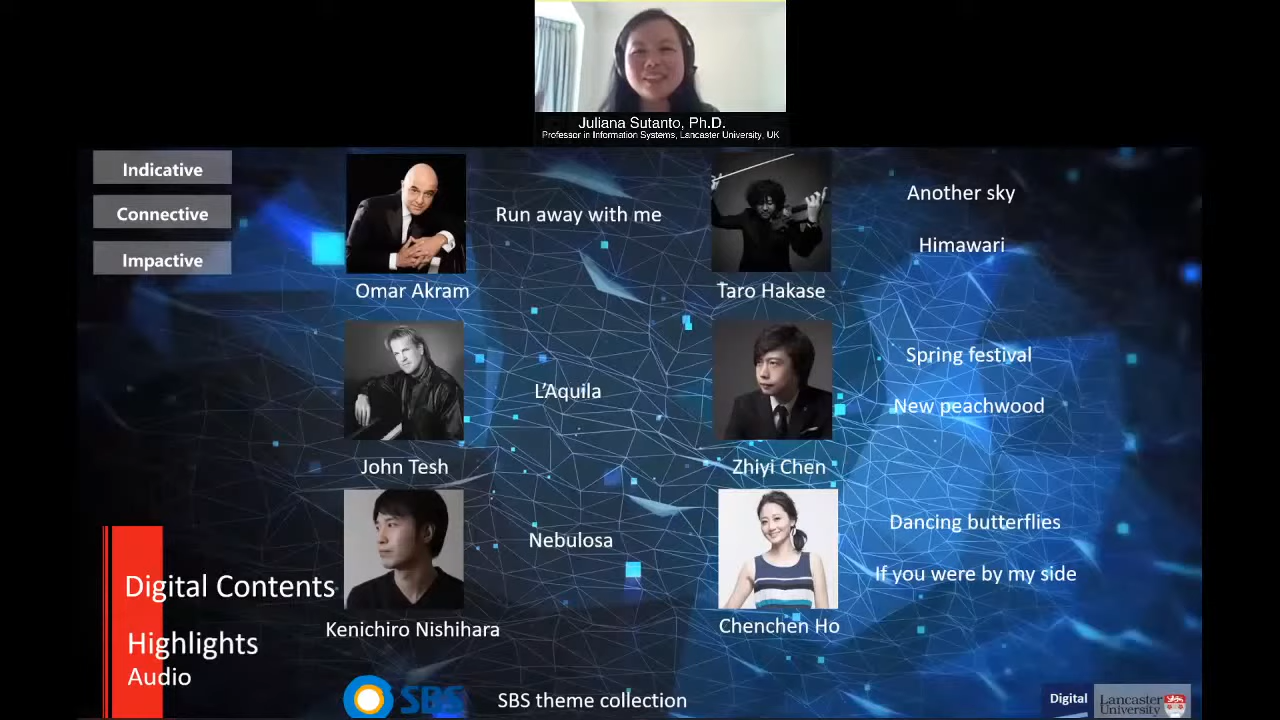 Juliana Sutanto, Ph.D.
Professor in Information Systems, Lancaster University, UK
Indicative
Connective
Impactive
Omar Akram
Run away with me
Taro Hakase
Another sky
Himawari
John Tesh
L'Aquila
Zhiyi Chen
Spring festival
New peachwood
Kenichiro Nishihara
Nebulosa
Chenchen Ho
Dancing butterflies
If you were by my side
Digital Contents
Highlights
Audio
SBS
SBS theme collection
Digital
Lancaster
University